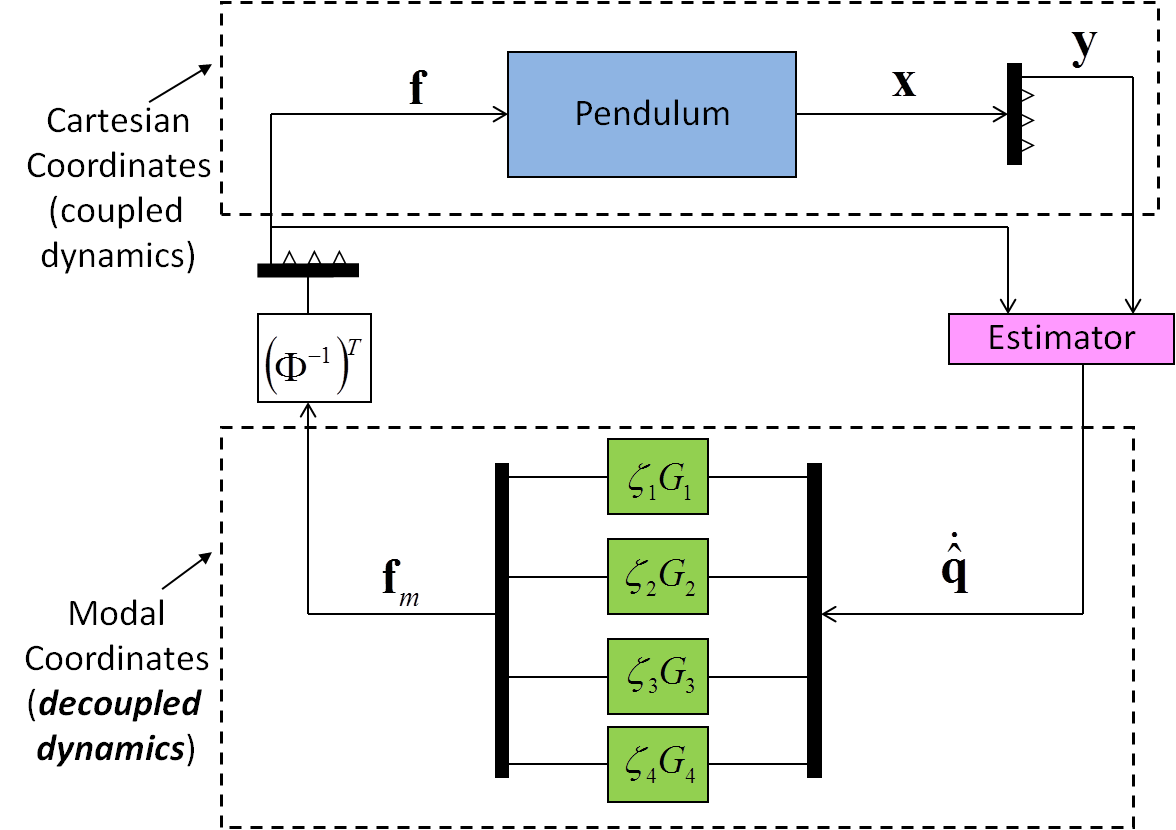 f
Pendulum
x
y
Cartesian
Coordinates
(coupled
dynamics)
(Φ⁻¹)ᵀ
Estimator
ζ₁G₁
ζ₂G₂
ζ₃G₃
ζ₄G₄
fₘ
q̂̇
Modal
Coordinates
(decoupled
dynamics)